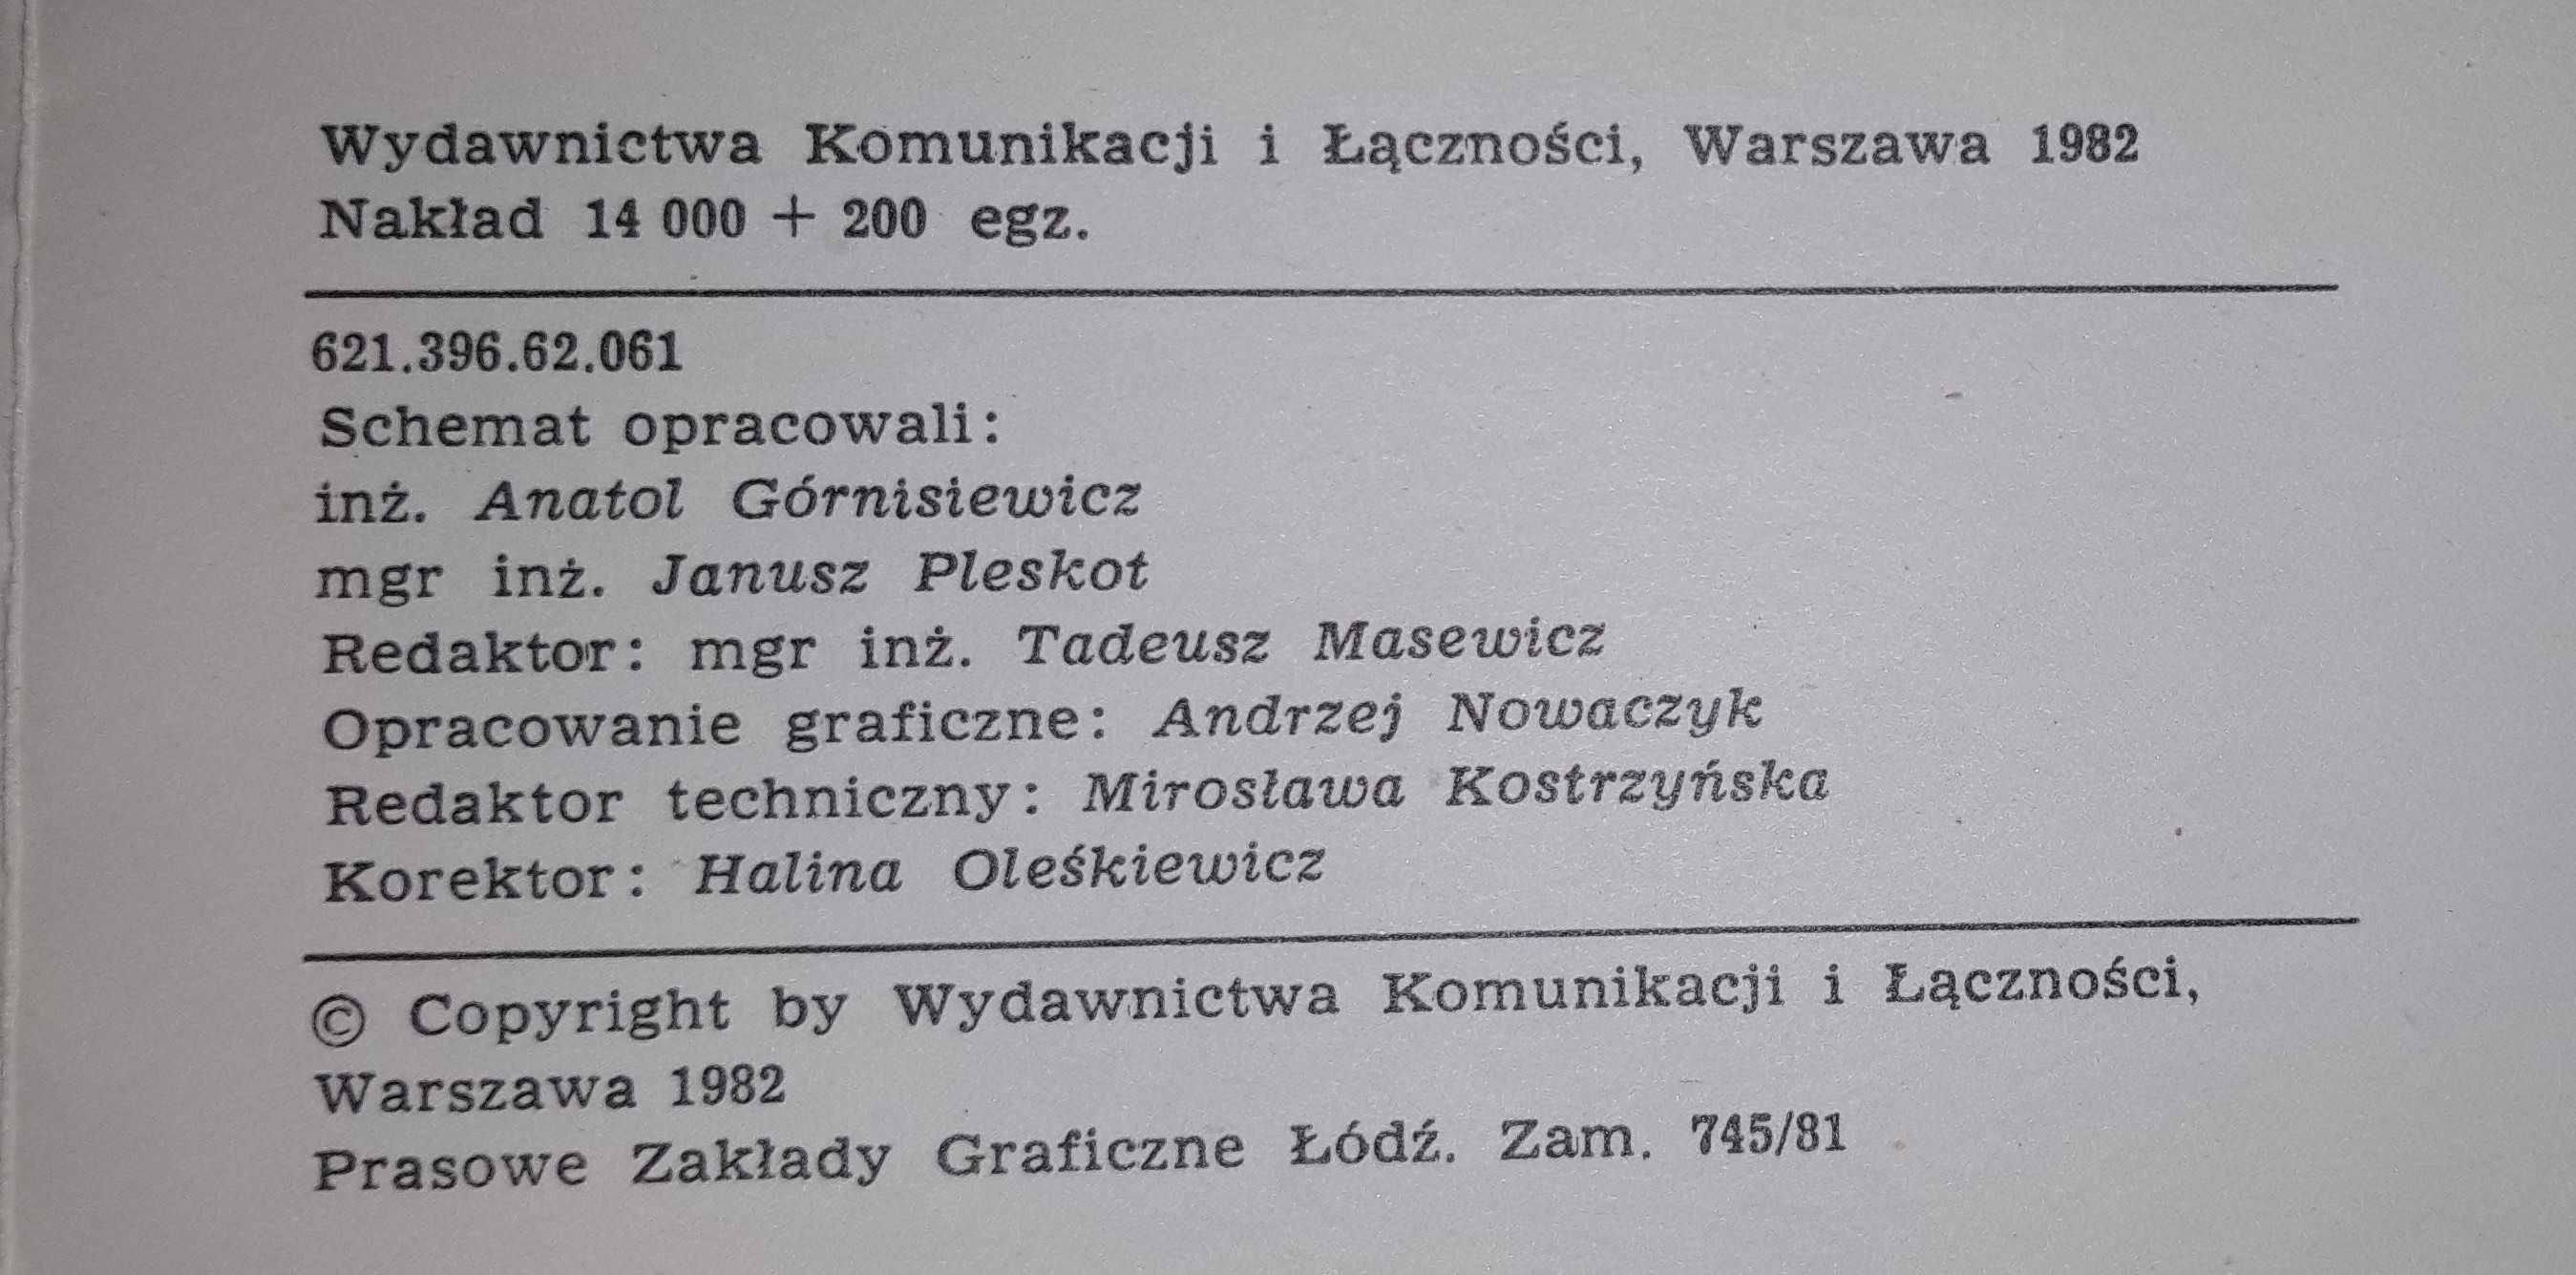 Wydawnictwa Komunikacji i Łączności, Warszawa 1982
Nakład 14 000 + 200 egz.
621.396.62.061
Schemat opracowali:
inż. Anatol Górnisiewicz
mgr inż. Janusz Pleskot
Redaktor: mgr inż. Tadeusz Masewicz
Opracowanie graficzne: Andrzej Nowaczyk
Redaktor techniczny: Mirosława Kostrzyńska
Korektor: Halina Oleśkiewicz
© Copyright by Wydawnictwa Komunikacji i Łączności,
Warszawa 1982
Prasowe Zakłady Graficzne Łódź. Zam. 745/81